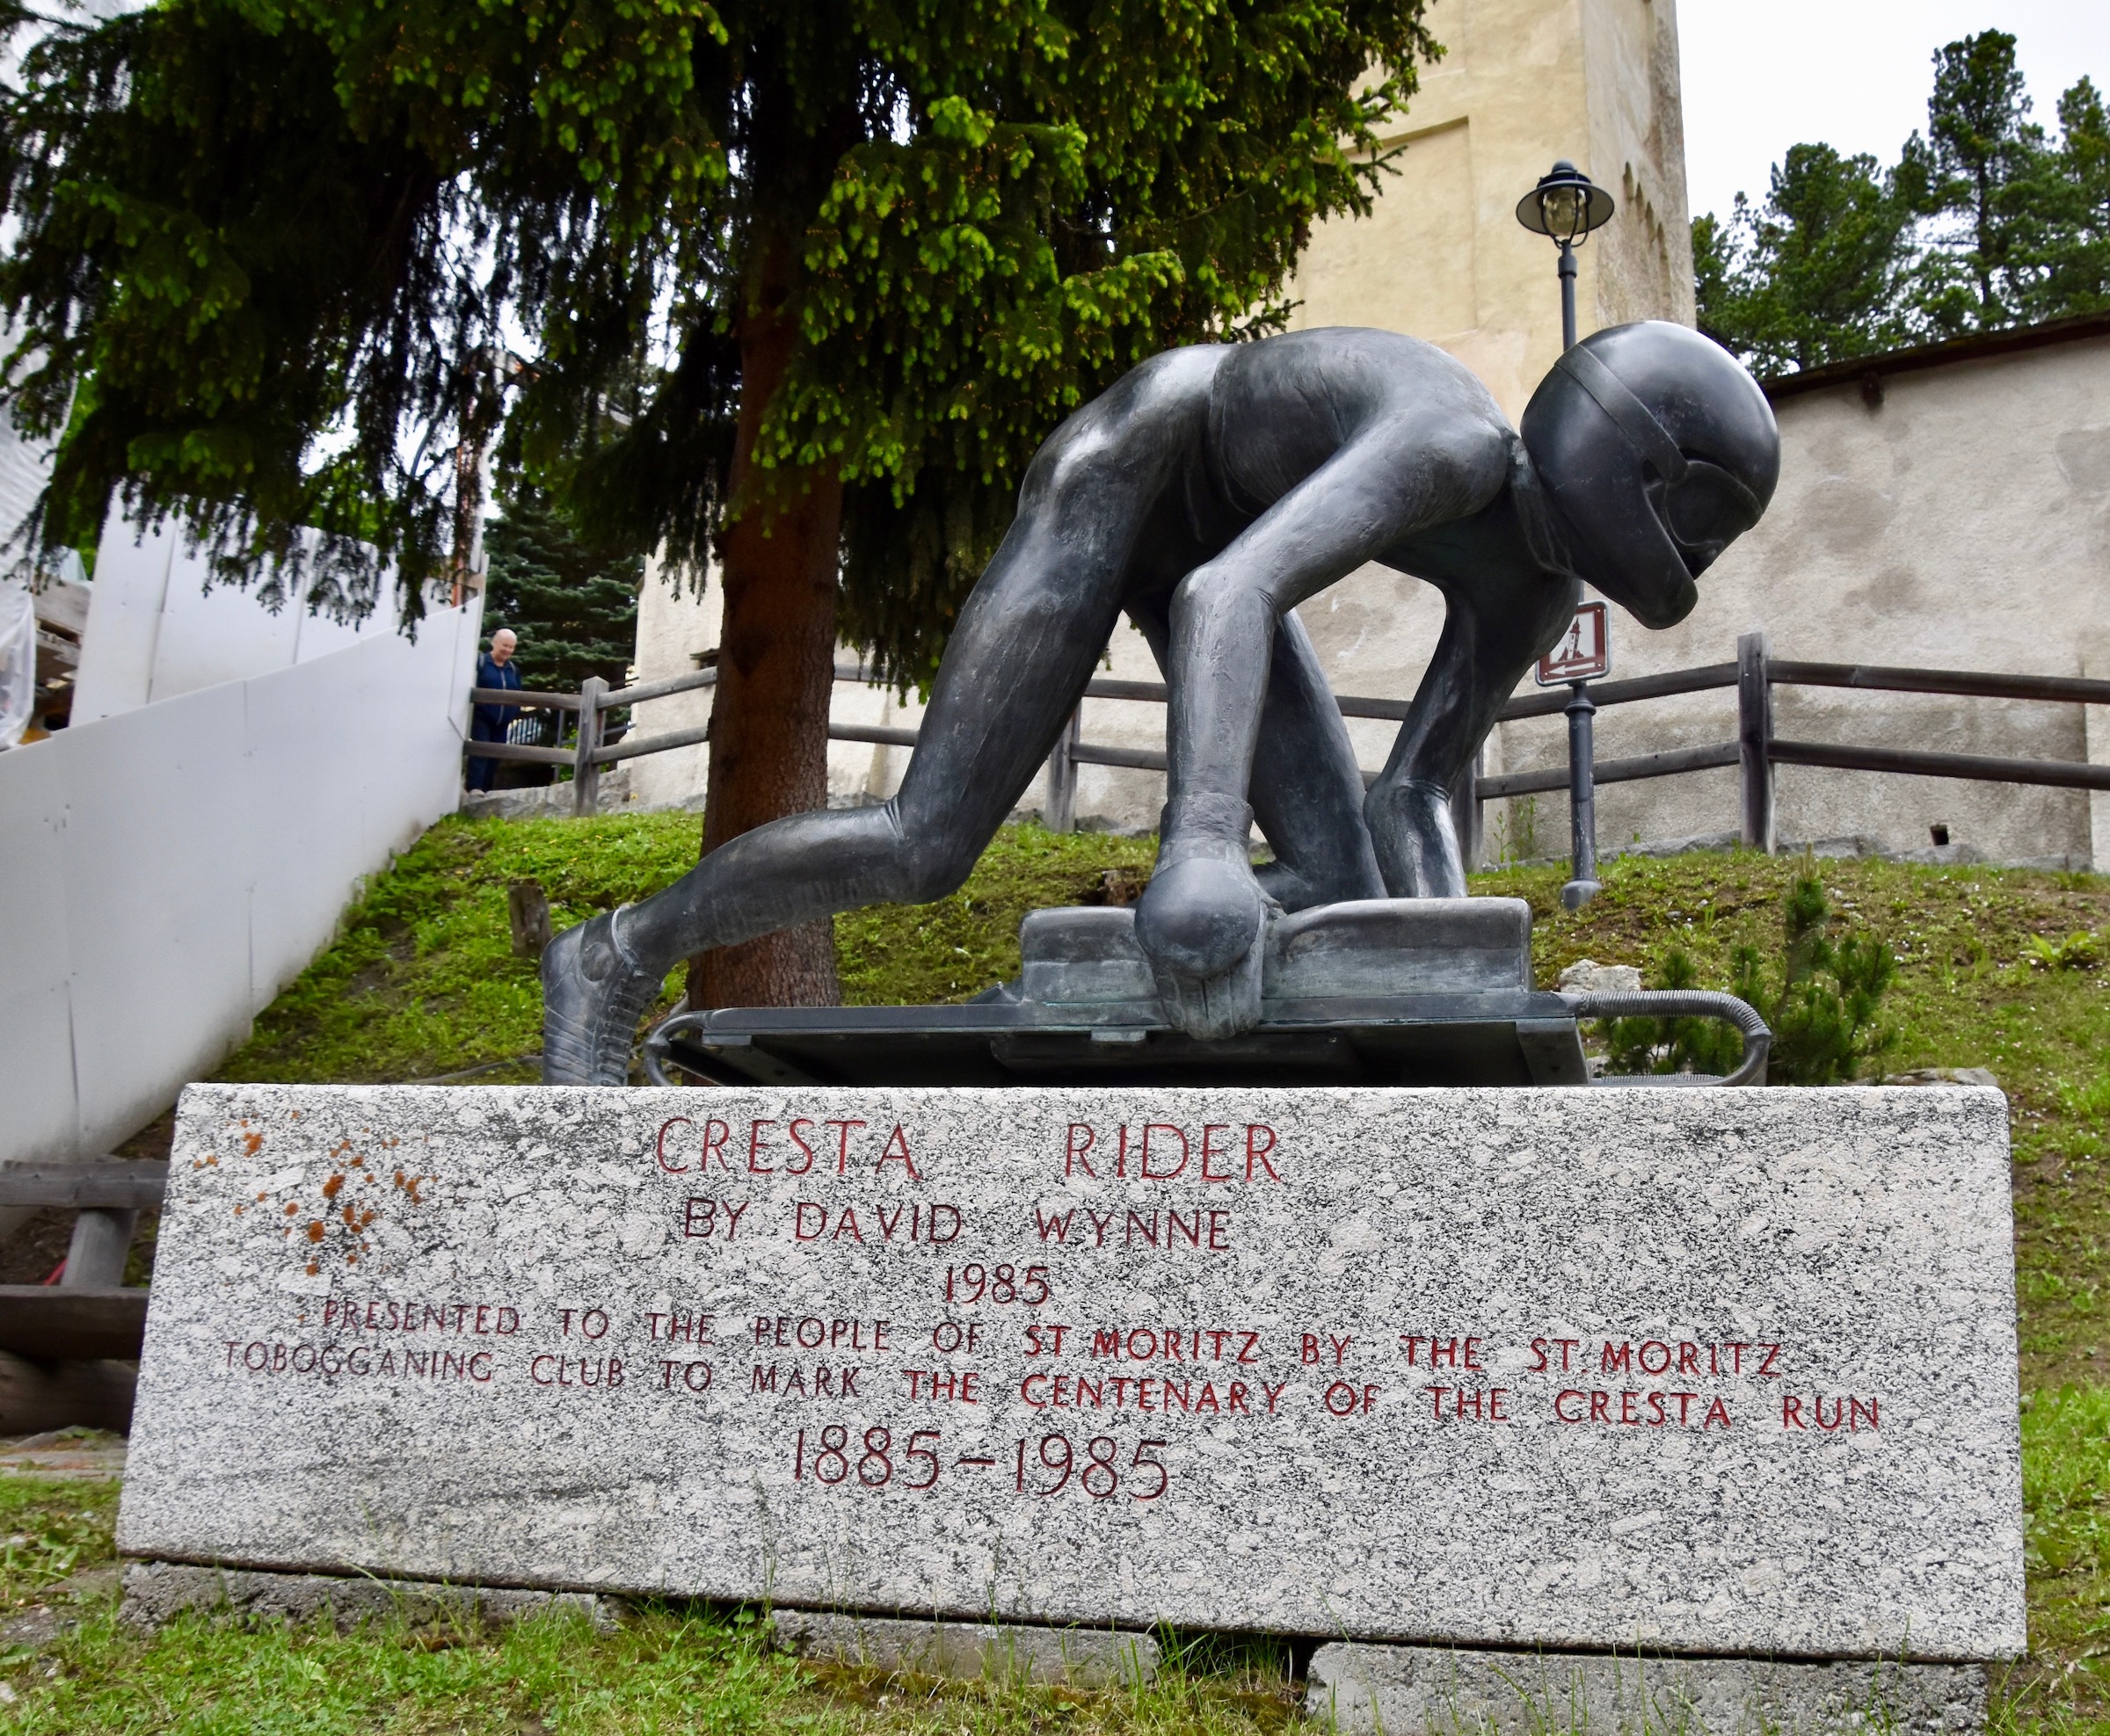 CRESTA RIDER
BY DAVID WYNNE
1985
PRESENTED TO THE PEOPLE OF ST MORITZ BY THE ST. MORITZ
TOBOGGANING CLUB TO MARK THE CENTENARY OF THE CRESTA RUN
1885-1985